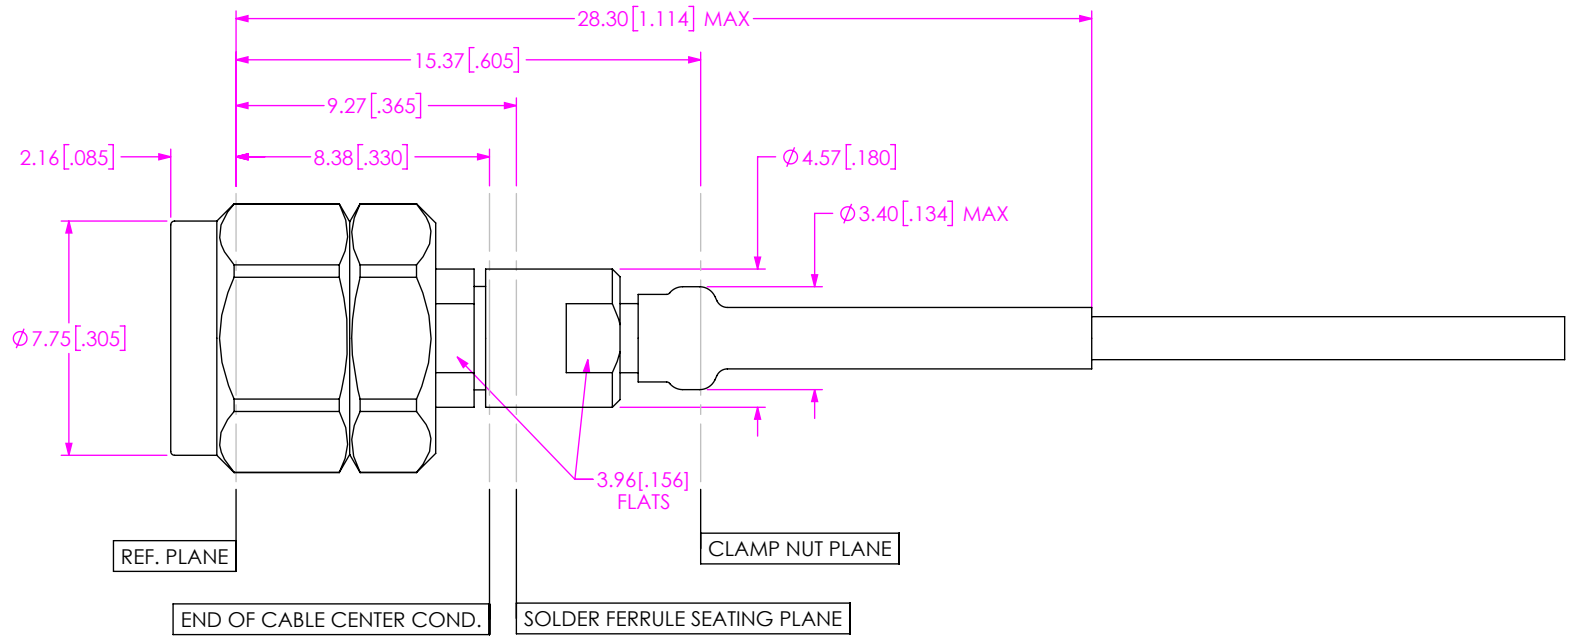 28.30[1.114] MAX
15.37[.605]
9.27[.365]
2.16[.085]
8.38[.330]
Ø4.57[.180]
Ø3.40[.134] MAX
Ø7.75[.305]
3.96[.156]
FLATS
REF. PLANE
CLAMP NUT PLANE
END OF CABLE CENTER COND.
SOLDER FERRULE SEATING PLANE